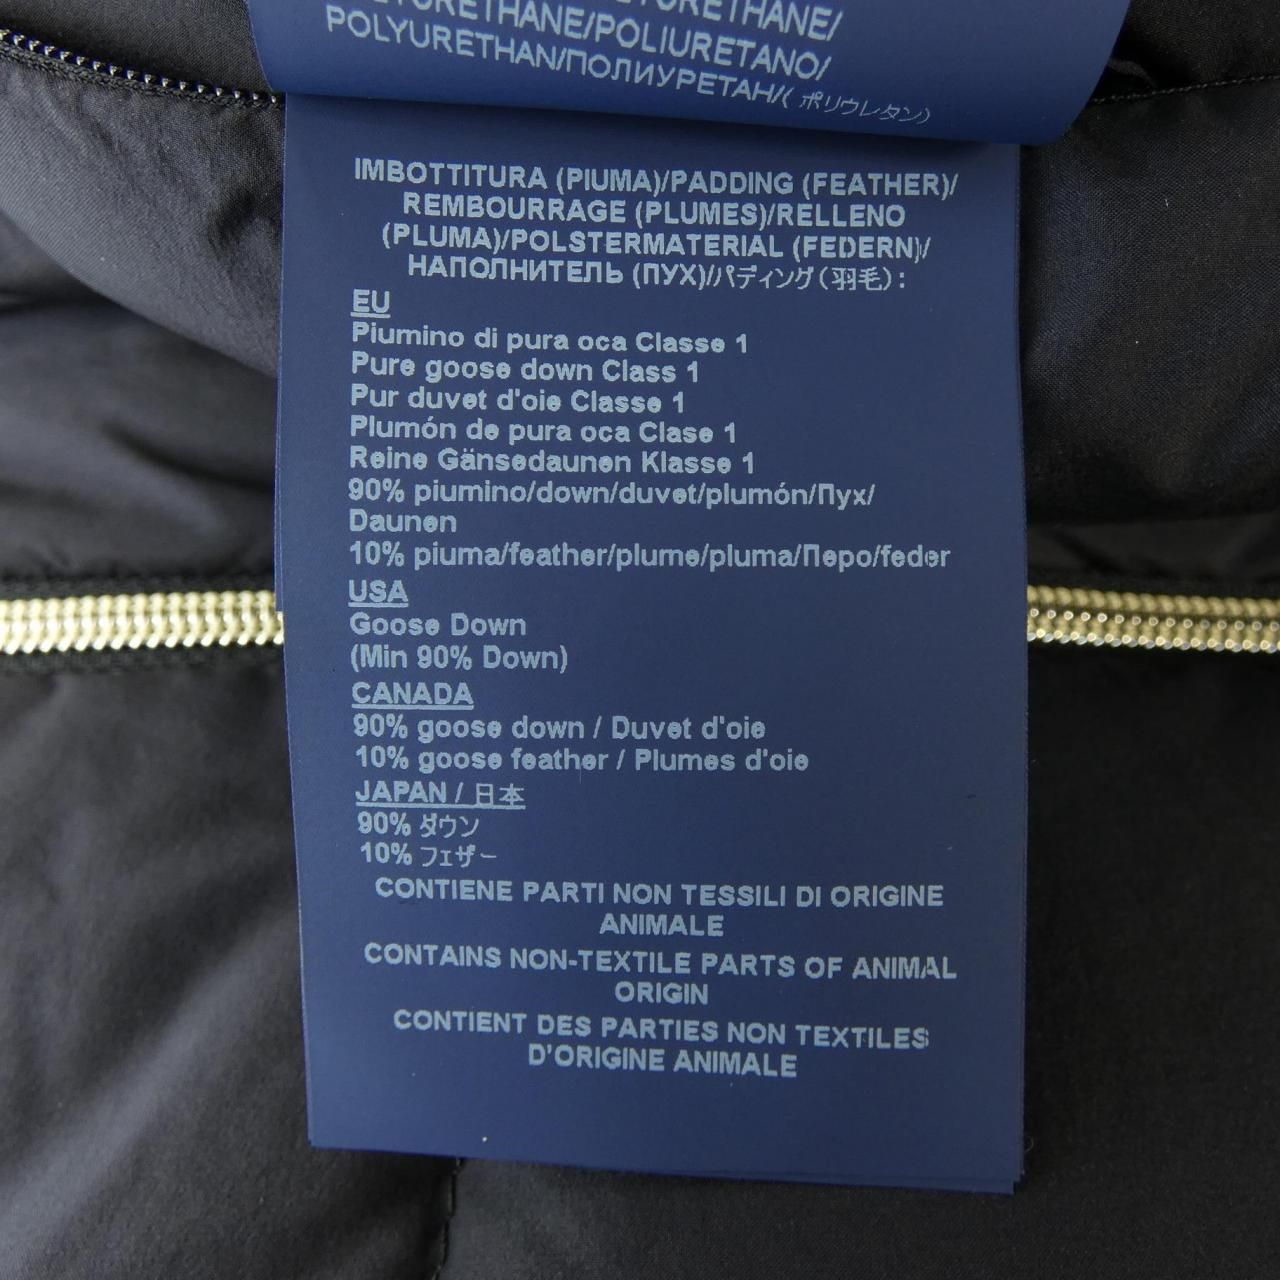 POLIURETANO/
POLYURETHAN/ПОЛИУРЕТАН/( ポリウレタン)
IMBOTTITURA (PIUMA)/PADDING (FEATHER)/
REMBOURRAGE (PLUMES)/RELLENO
(PLUMA)/POLSTERMATERIAL (FEDERN)/
НАПОЛНИТЕЛЬ (ПУХ)/パディング(羽毛):
EU
Piumino di pura oca Classe 1
Pure goose down Class 1
Pur duvet d'oie Classe 1
Plumón de pura oca Clase 1
Reine Gänsedaunen Klasse 1
90% piumino/down/duvet/plumón/Пух/
Daunen
10% piuma/feather/plume/pluma/Перо/feder
USA
Goose Down
(Min 90% Down)
CANADA
90% goose down / Duvet d'oie
10% goose feather / Plumes d'oie
JAPAN / 日本
90% ダウン
10% フェザー
CONTIENE PARTI NON TESSILI DI ORIGINE
ANIMALE
CONTAINS NON-TEXTILE PARTS OF ANIMAL
ORIGIN
CONTIENT DES PARTIES NON TEXTILES
D'ORIGINE ANIMALE